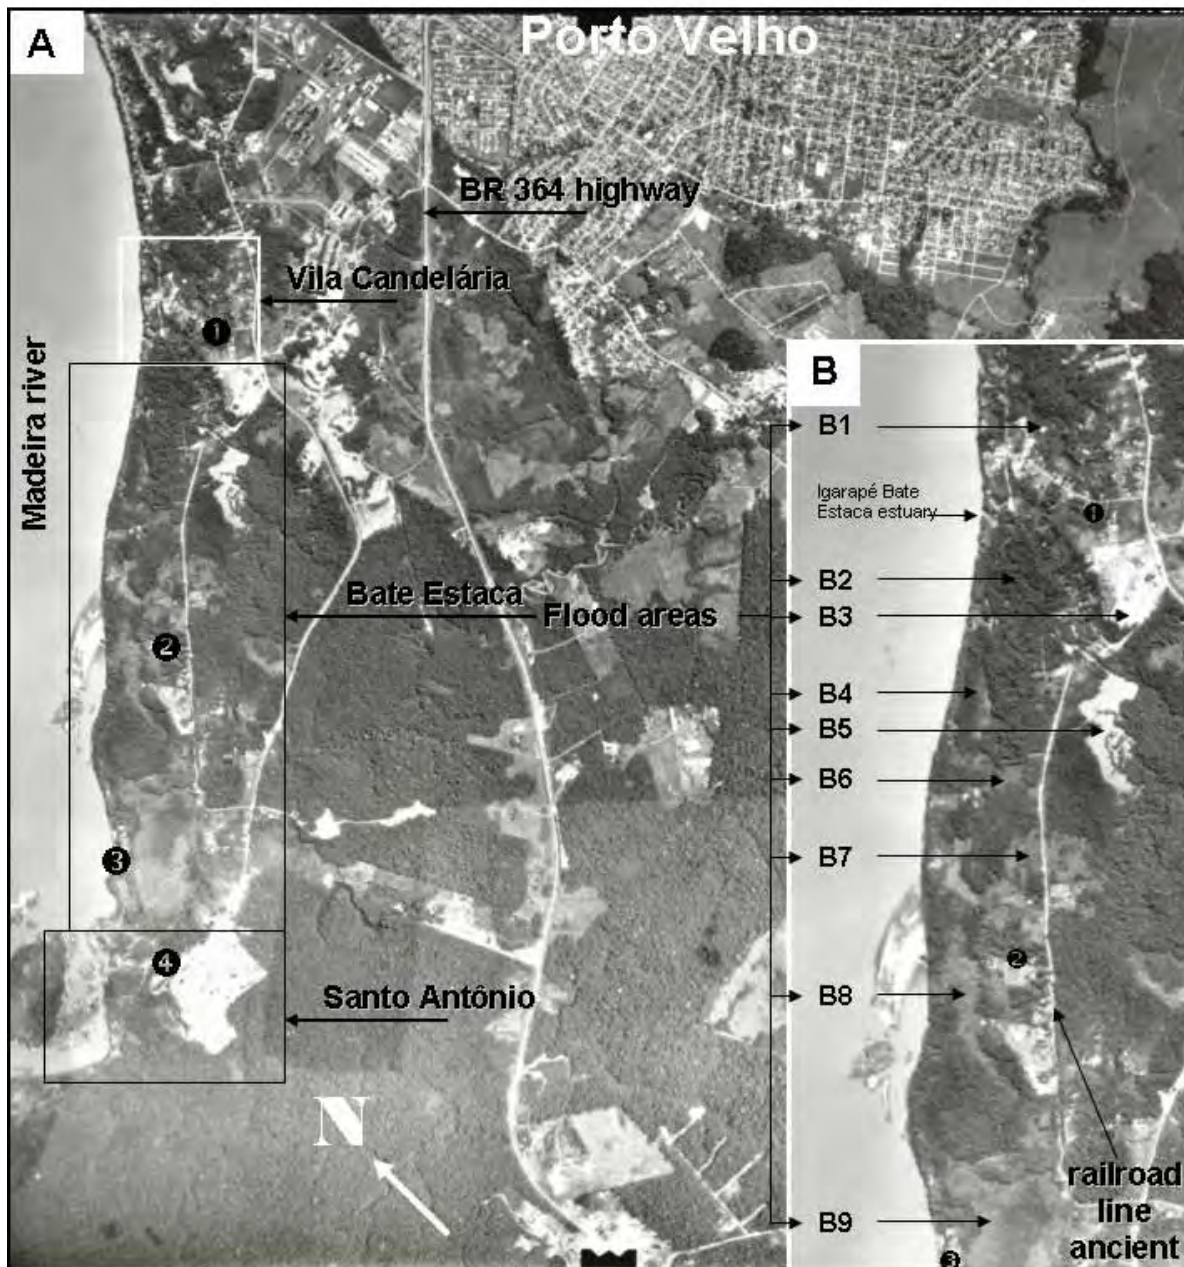 A
Porto Velho
BR 364 highway
Vila Candelária
1
Madeira river
B
B1
Igarapé Bate
Estaca estuary
1
B2
Bate Estaca
Flood areas
B3
2
B4
B5
B6
B7
3
2
4
B8
Santo Antônio
N
railroad
line
ancient
B9
3